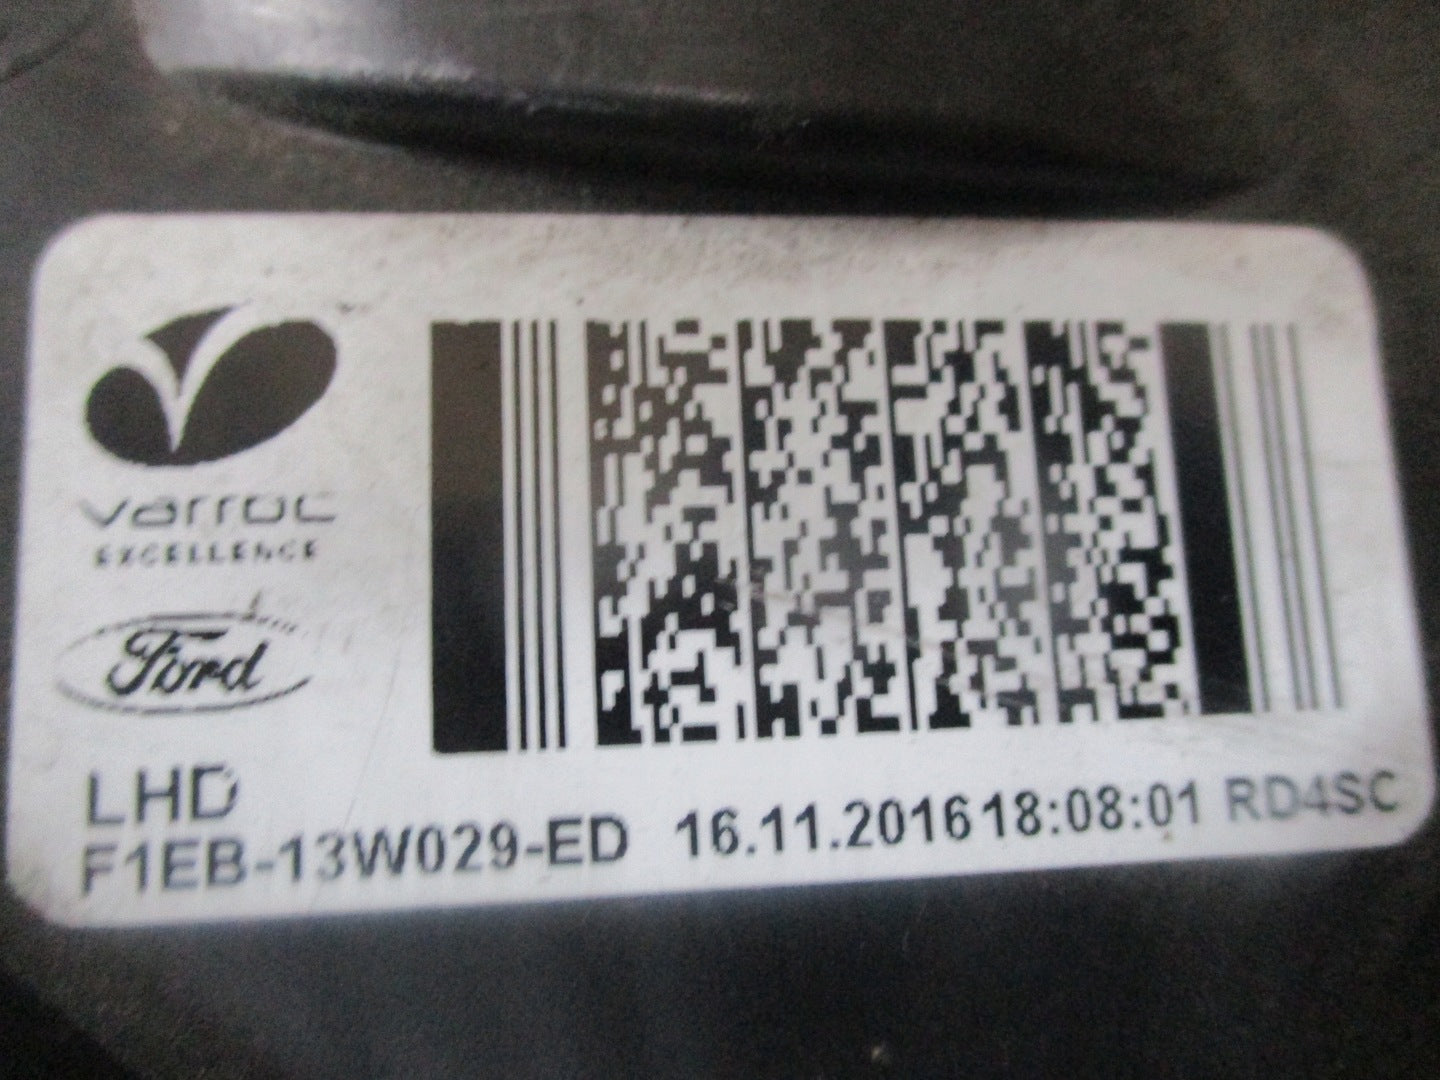 varroc
EXCELLENCE
Ford
LHD
F1EB-13W029-ED 16.11.2016 18:08:01 RD4SC